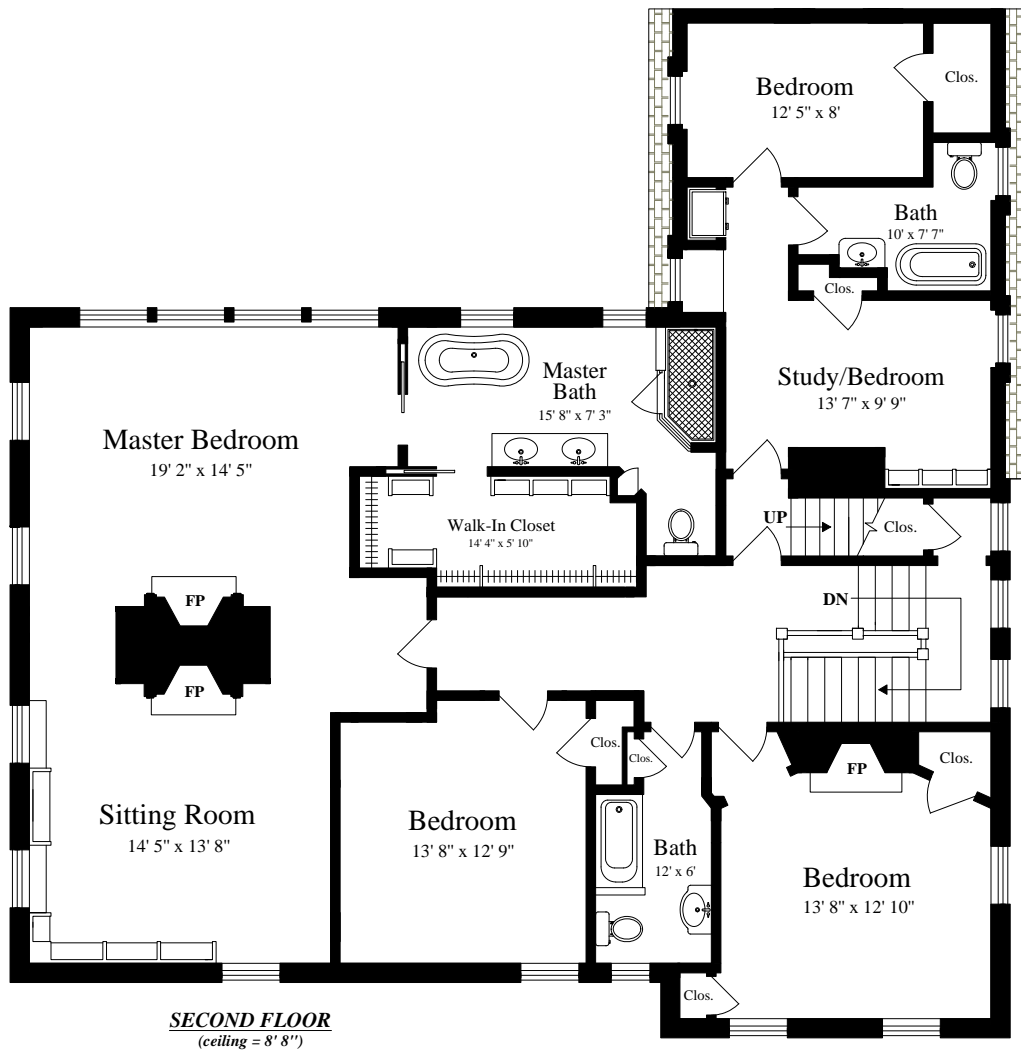 Bedroom
12' 5" x 8'
Clos.
Bath
10' x 7' 7"
Clos.
Study/Bedroom
13' 7" x 9' 9"
Master
Bath
15' 8" x 7' 3"
Master Bedroom
19' 2" x 14' 5"
Walk-In Closet
14' 4" x 5' 10"
UP
Clos.
DN
FP
FP
Clos.
Clos.
Clos.
FP
Sitting Room
14' 5" x 13' 8"
Bedroom
13' 8" x 12' 9"
Bath
12' x 6'
Bedroom
13' 8" x 12' 10"
Clos.
SECOND FLOOR
(ceiling = 8' 8")